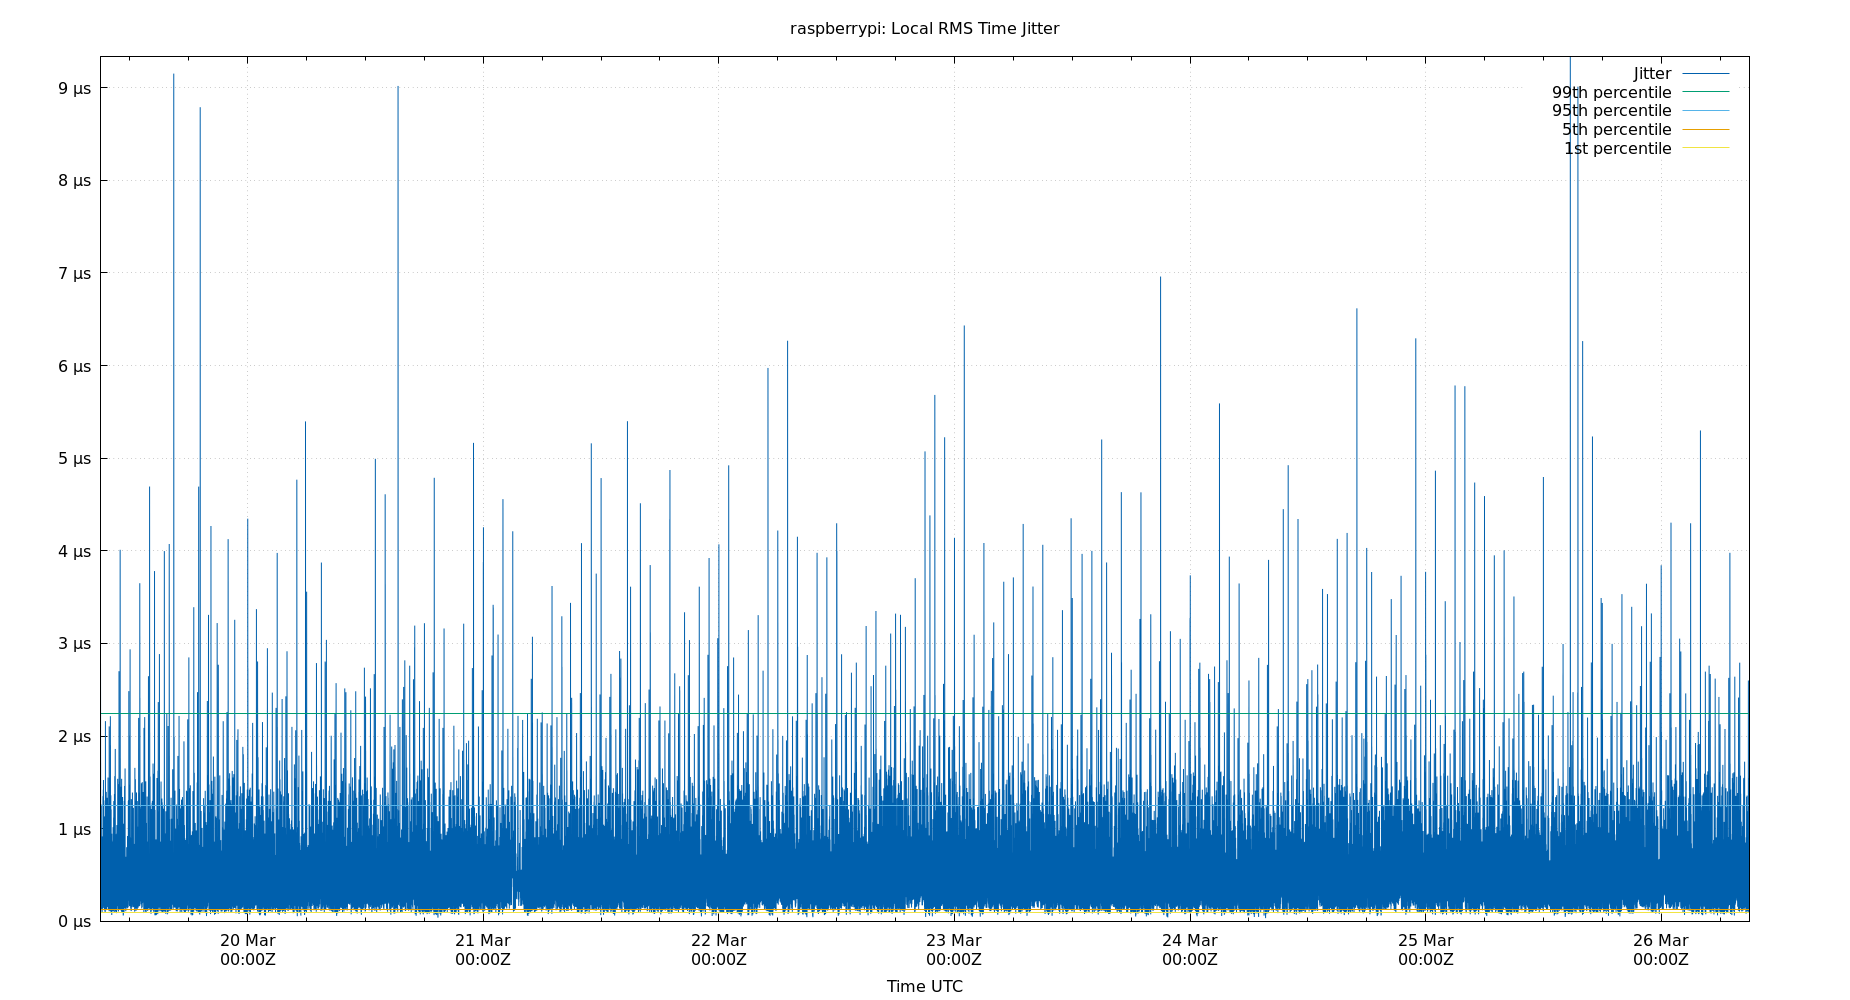 raspberrypi: Local RMS Time Jitter
Jitter
99th percentile
95th percentile
5th percentile
1st percentile
9 µs
8 µs
7 µs
6 µs
5 µs
4 µs
3 µs
2 µs
1 µs
0 µs
20 Mar 21 Mar 22 Mar 23 Mar 24 Mar 25 Mar 26 Mar
00:00Z 00:00Z 00:00Z 00:00Z 00:00Z 00:00Z 00:00Z
Time UTC